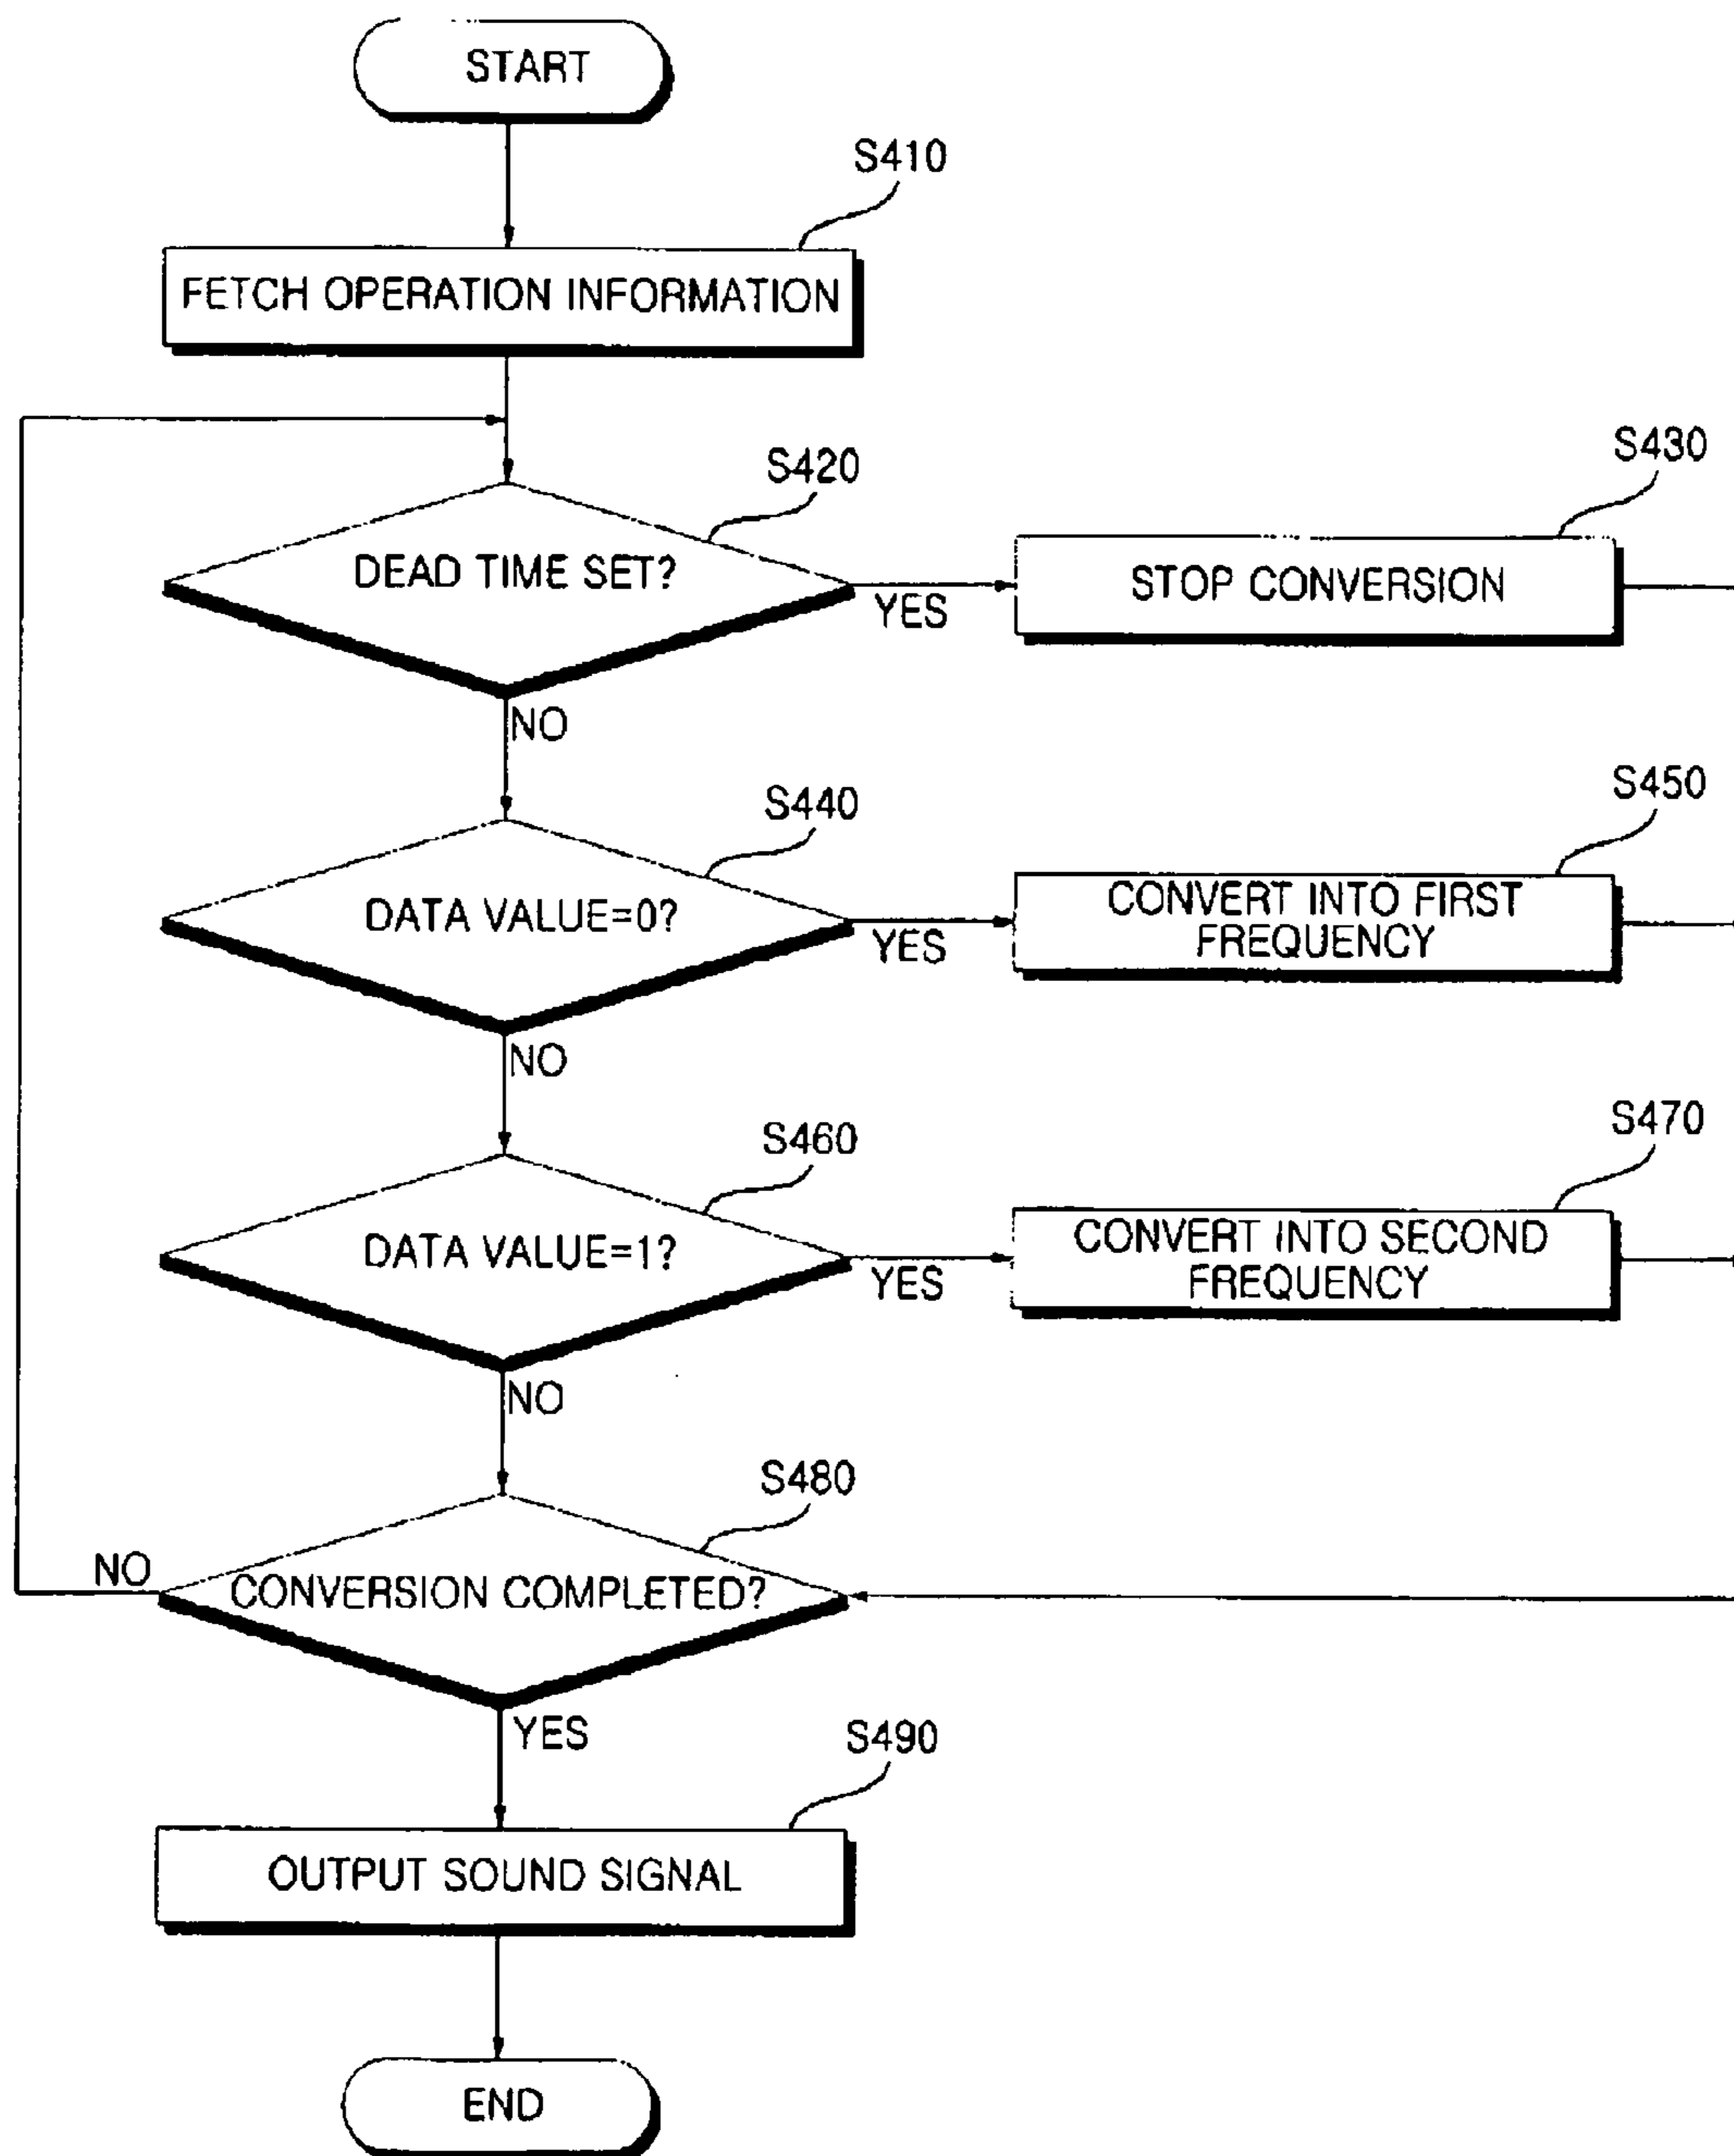 START
S410
FETCH OPERATION INFORMATION
S420
S430
DEAD TIME SET?
YES
STOP CONVERSION
NO
S440
S450
DATA VALUE=0?
YES
CONVERT INTO FIRST
FREQUENCY
NO
S460
S470
DATA VALUE=1?
YES
CONVERT INTO SECOND
FREQUENCY
NO
S480
NO
CONVERSION COMPLETED?
YES
S490
OUTPUT SOUND SIGNAL
END